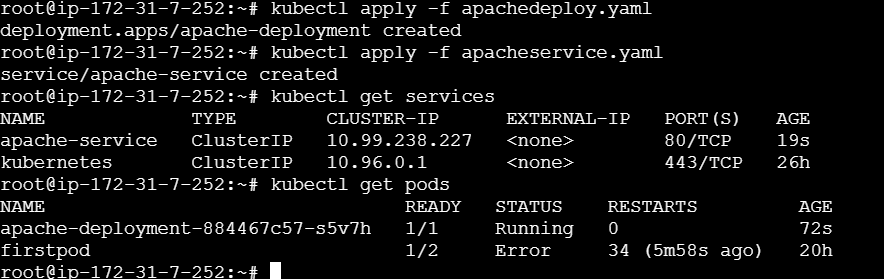 root@ip-172-31-7-252:~# kubectl apply -f apachedeploy.yaml
deployment.apps/apache-deployment created
root@ip-172-31-7-252:~# kubectl apply -f apacheservice.yaml
service/apache-service created
root@ip-172-31-7-252:~# kubectl get services
NAME TYPE CLUSTER-IP EXTERNAL-IP PORT(S) AGE
apache-service ClusterIP 10.99.238.227 <none> 80/TCP 19s
kubernetes ClusterIP 10.96.0.1 <none> 443/TCP 26h
root@ip-172-31-7-252:~# kubectl get pods
NAME READY STATUS RESTARTS AGE
apache-deployment-884467c57-s5v7h 1/1 Running 0 72s
firstpod 1/2 Error 34 (5m58s ago) 20h
root@ip-172-31-7-252:~#